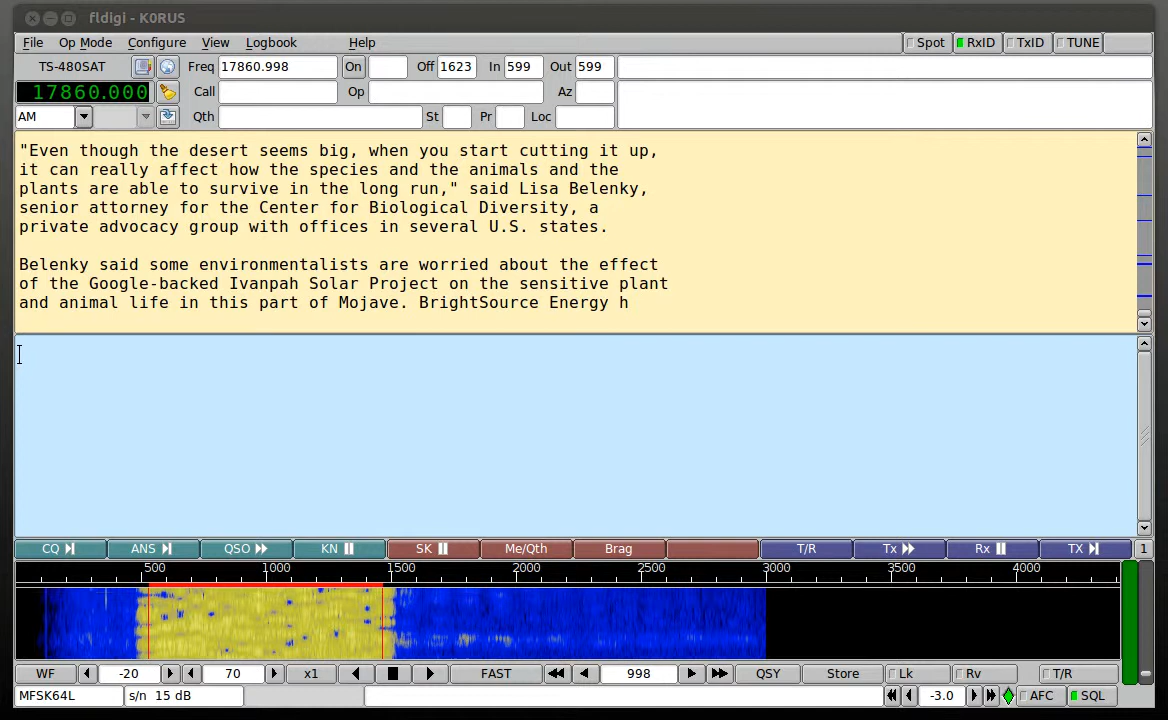 fldigi - K0RUS
File Op Mode Configure View Logbook Help Spot RxID TxID TUNE
TS-480SAT Freq 17860.998 On Off 1623 In 599 Out 599
17860.000 Call Op Az
AM Qth St Pr Loc
"Even though the desert seems big, when you start cutting it up,
it can really affect how the species and the animals and the
plants are able to survive in the long run," said Lisa Belenky,
senior attorney for the Center for Biological Diversity, a
private advocacy group with offices in several U.S. states.
Belenky said some environmentalists are worried about the effect
of the Google-backed Ivanpah Solar Project on the sensitive plant
and animal life in this part of Mojave. BrightSource Energy h
CQ ANS QSO KN SK Me/Qth Brag T/R Tx Rx TX 1
500 1000 1500 2000 2500 3000 3500 4000
WF -20 70 x1 FAST 998 QSY Store Lk Rv T/R
MFSK64L s/n 15 dB -3.0 AFC SQL